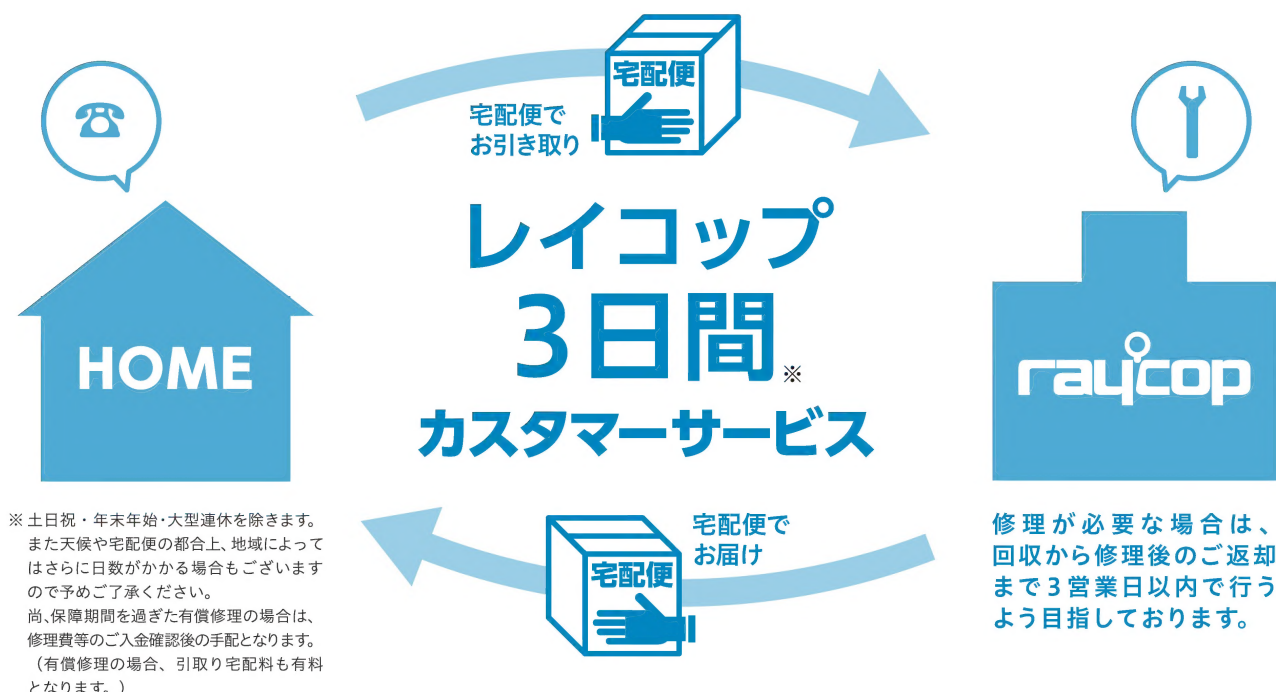 宅配便
宅配便で
お引き取り
レイコップ
3日間※
カスタマーサービス
HOME
raycop
※土日祝・年末年始・大型連休を除きます。
また天候や宅配便の都合上、地域によって
はさらに日数がかかる場合もございます
ので予めご了承ください。
尚、保障期間を過ぎた有償修理の場合は、
修理費等のご入金確認後の手配となります。
（有償修理の場合、引取り宅配料も有料
となります。）
宅配便で
お届け
宅配便
修理が必要な場合は、
回収から修理後のご返却
まで3営業日以内で行う
よう目指しております。